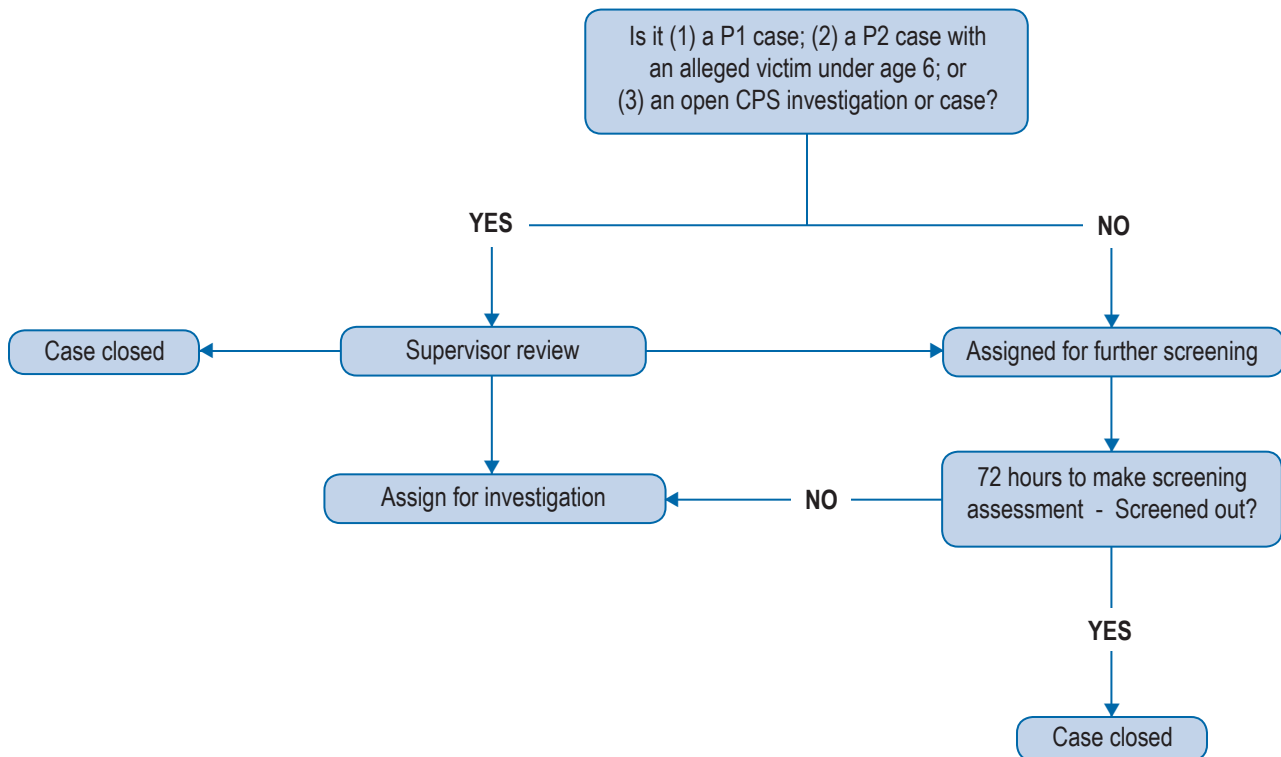 Is it (1) a P1 case; (2) a P2 case with
an alleged victim under age 6; or
(3) an open CPS investigation or case?
YES
NO
Case closed
Supervisor review
Assigned for further screening
Assign for investigation
NO
72 hours to make screening
assessment - Screened out?
YES
Case closed